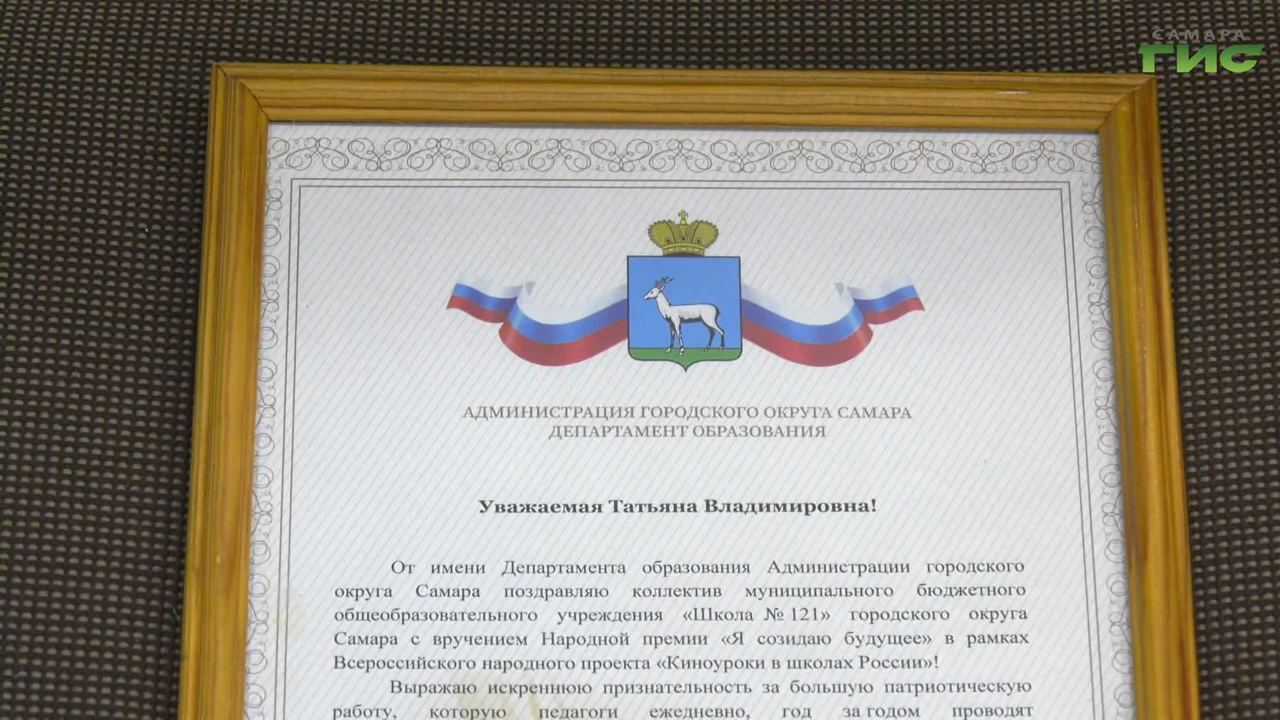 САМАРА
ГИС
АДМИНИСТРАЦИЯ ГОРОДСКОГО ОКРУГА САМАРА
ДЕПАРТАМЕНТ ОБРАЗОВАНИЯ
Уважаемая Татьяна Владимировна!
От имени Департамента образования Администрации городского
округа Самара поздравляю коллектив муниципального бюджетного
общеобразовательного учреждения «Школа № 121» городского округа
Самара с вручением Народной премии «Я созидаю будущее» в рамках
Всероссийского народного проекта «Киноуроки в школах России»!
Выражаю искреннюю признательность за большую патриотическую
работу, которую педагоги ежедневно, год за годом проводят